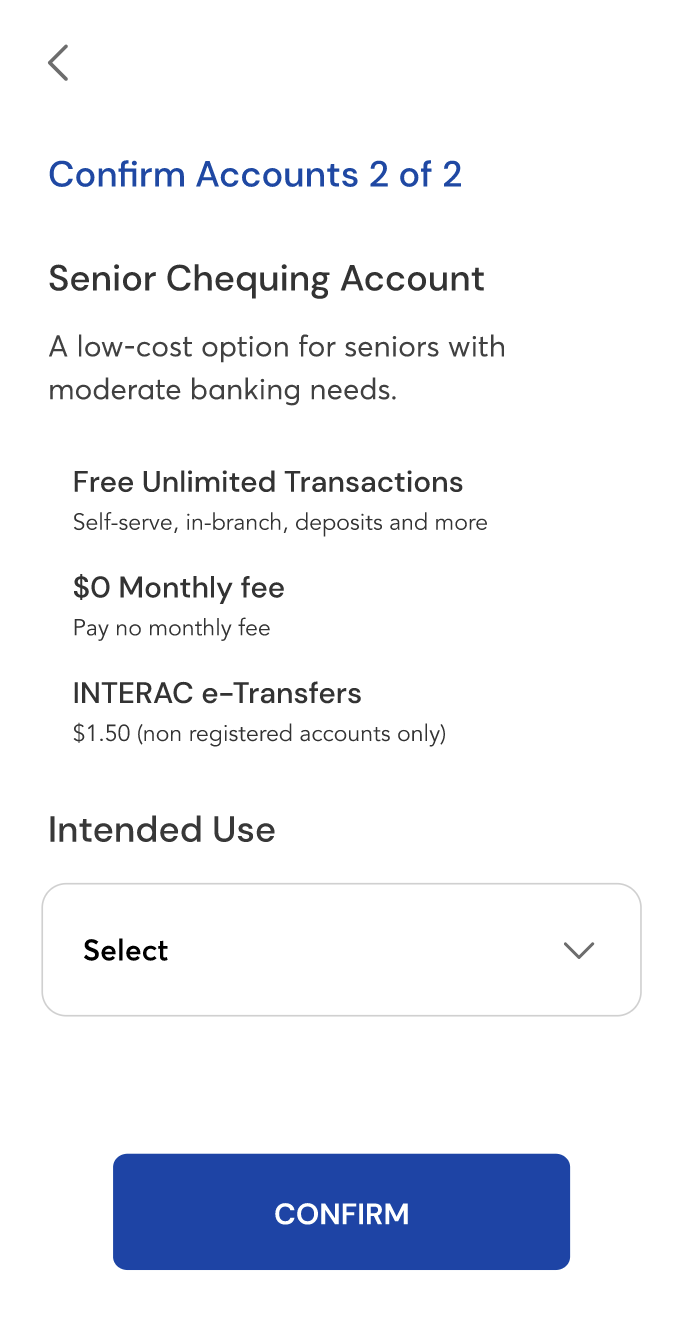 Confirm Accounts 2 of 2
Senior Chequing Account
A low-cost option for seniors with
moderate banking needs.
Free Unlimited Transactions
Self-serve, in-branch, deposits and more
$0 Monthly fee
Pay no monthly fee
INTERAC e-Transfers
$1.50 (non registered accounts only)
Intended Use
Select
CONFIRM